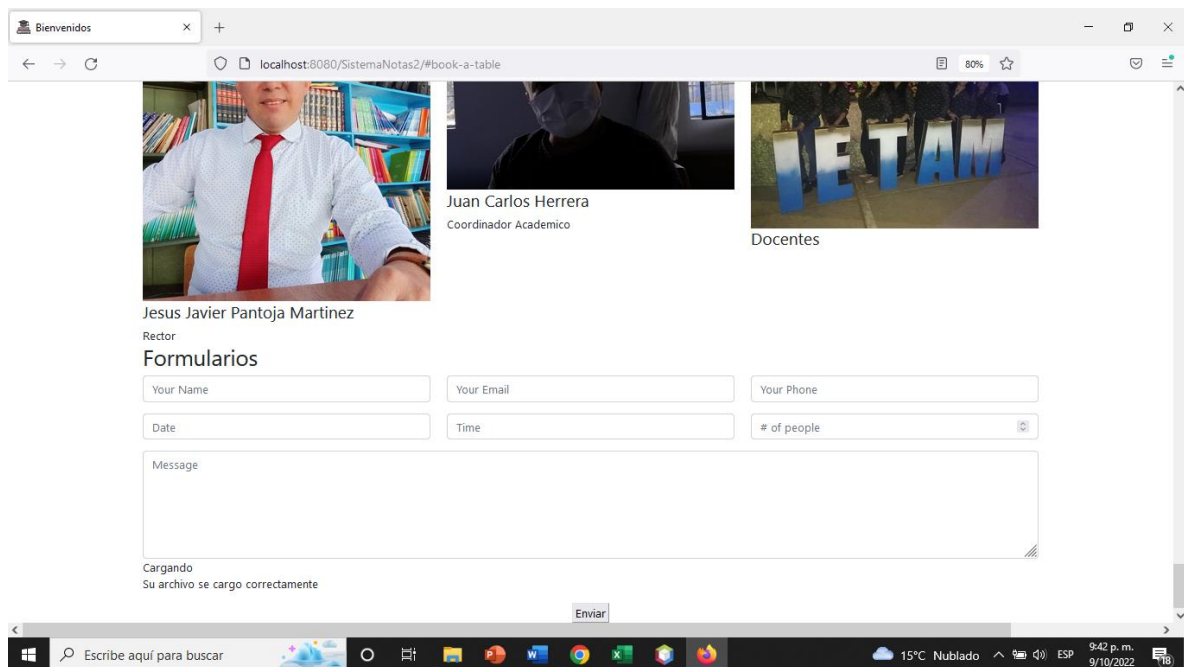 Bienvenidos
localhost:8080/SistemaNotas2/#book-a-table
80%
IETAM
Juan Carlos Herrera
Coordinador Academico
Docentes
Jesus Javier Pantoja Martinez
Rector
Formularios
Your Name
Your Email
Your Phone
Date
Time
# of people
Message
Cargando
Su archivo se cargo correctamente
Enviar
Escribe aquí para buscar
15°C Nublado
ESP
9:42 p. m.
9/10/2022
18